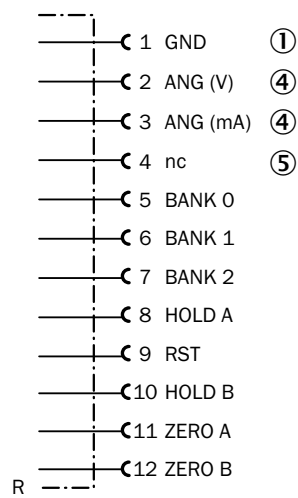 1 GND ①
2 ANG (V) ④
3 ANG (mA) ④
4 nc ⑤
5 BANK 0
6 BANK 1
7 BANK 2
8 HOLD A
9 RST
10 HOLD B
11 ZERO A
12 ZERO B
R